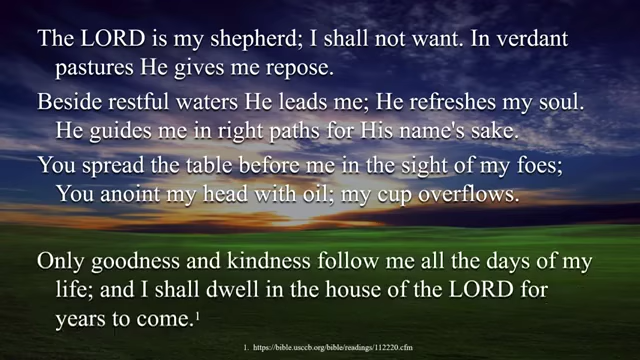 The LORD is my shepherd; I shall not want. In verdant
pastures He gives me repose.
Beside restful waters He leads me; He refreshes my soul.
He guides me in right paths for His name's sake.
You spread the table before me in the sight of my foes;
You anoint my head with oil; my cup overflows.
Only goodness and kindness follow me all the days of my
life; and I shall dwell in the house of the LORD for
years to come.¹
1. https://bible.usccb.org/bible/readings/112220.cfm